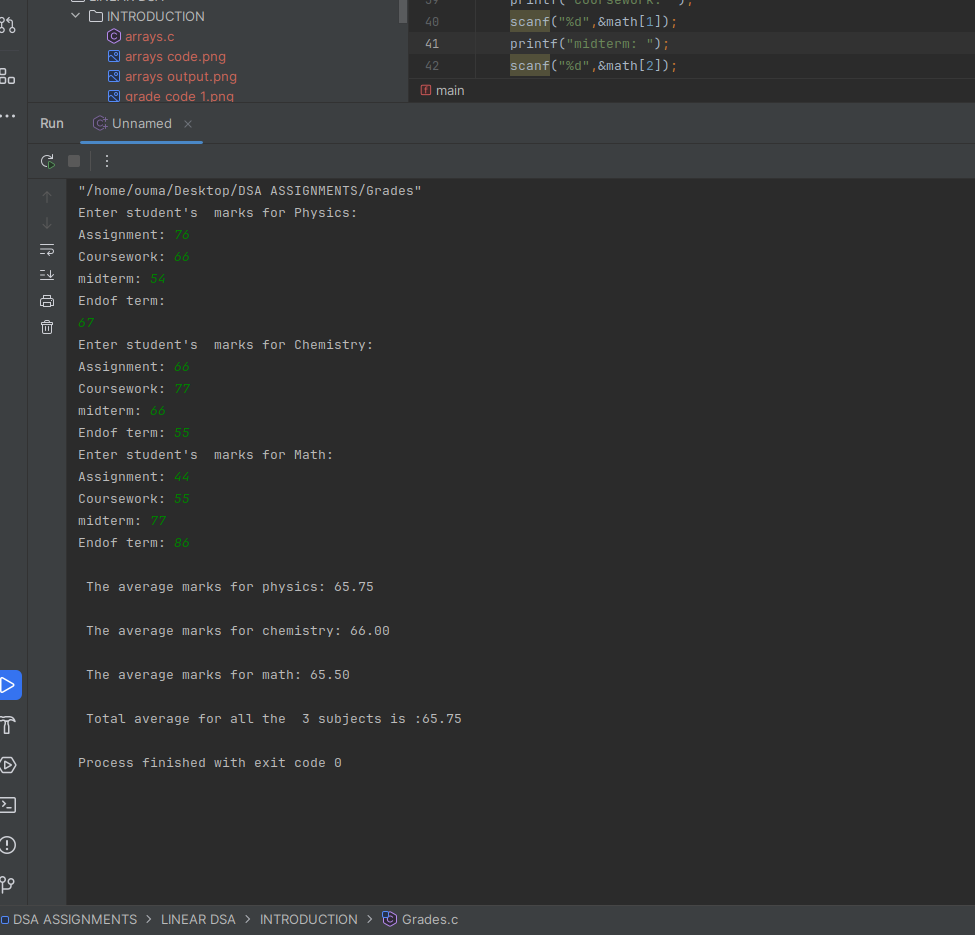 INTRODUCTION
arrays.c
arrays code.png
arrays output.png
grade code 1.png
40 scanf("%d",&math[1]);
41 printf("midterm: ");
42 scanf("%d",&math[2]);
main
Run Unnamed
"/home/ouma/Desktop/DSA ASSIGNMENTS/Grades"
Enter student's  marks for Physics:
Assignment: 76
Coursework: 66
midterm: 54
Endof term:
67
Enter student's  marks for Chemistry:
Assignment: 66
Coursework: 77
midterm: 66
Endof term: 55
Enter student's  marks for Math:
Assignment: 44
Coursework: 55
midterm: 77
Endof term: 86
The average marks for physics: 65.75
The average marks for chemistry: 66.00
The average marks for math: 65.50
Total average for all the  3 subjects is :65.75
Process finished with exit code 0
DSA ASSIGNMENTS > LINEAR DSA > INTRODUCTION > Grades.c